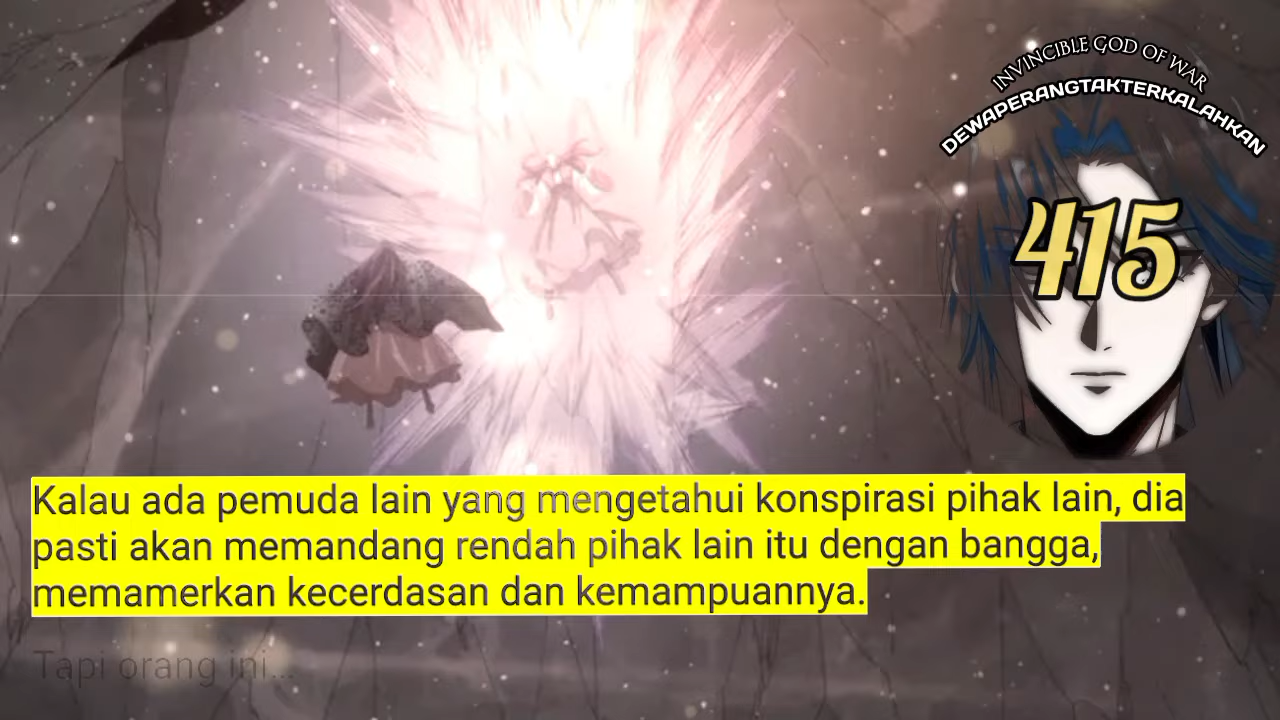 INVINCIBLE GOD OF WAR
DEWAPERANGTAKTERKALAHKAN
415
Kalau ada pemuda lain yang mengetahui konspirasi pihak lain, dia
pasti akan memandang rendah pihak lain itu dengan bangga,
memamerkan kecerdasan dan kemampuannya.
Tapi orang ini...